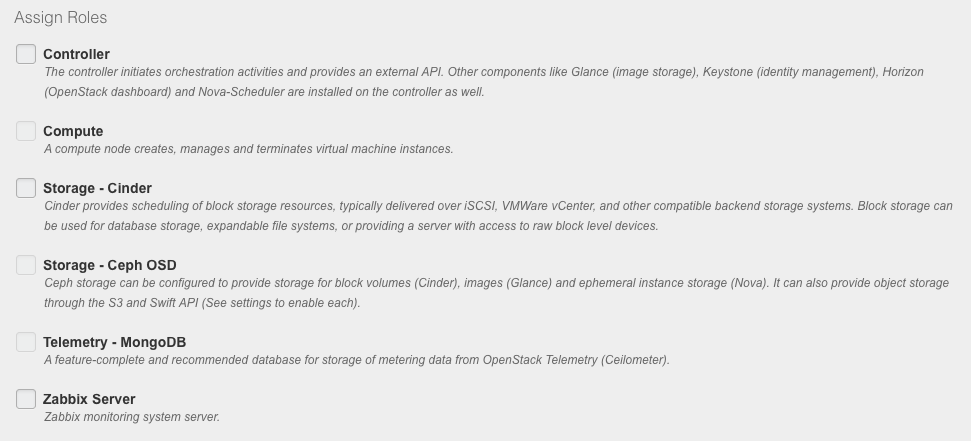 Assign Roles
Controller
The controller initiates orchestration activities and provides an external API. Other components like Glance (image storage), Keystone (identity management), Horizon
(OpenStack dashboard) and Nova-Scheduler are installed on the controller as well.
Compute
A compute node creates, manages and terminates virtual machine instances.
Storage - Cinder
Cinder provides scheduling of block storage resources, typically delivered over iSCSI, VMWare vCenter, and other compatible backend storage systems. Block storage can
be used for database storage, expandable file systems, or providing a server with access to raw block level devices.
Storage - Ceph OSD
Ceph storage can be configured to provide storage for block volumes (Cinder), images (Glance) and ephemeral instance storage (Nova). It can also provide object storage
through the S3 and Swift API (See settings to enable each).
Telemetry - MongoDB
A feature-complete and recommended database for storage of metering data from OpenStack Telemetry (Ceilometer).
Zabbix Server
Zabbix monitoring system server.